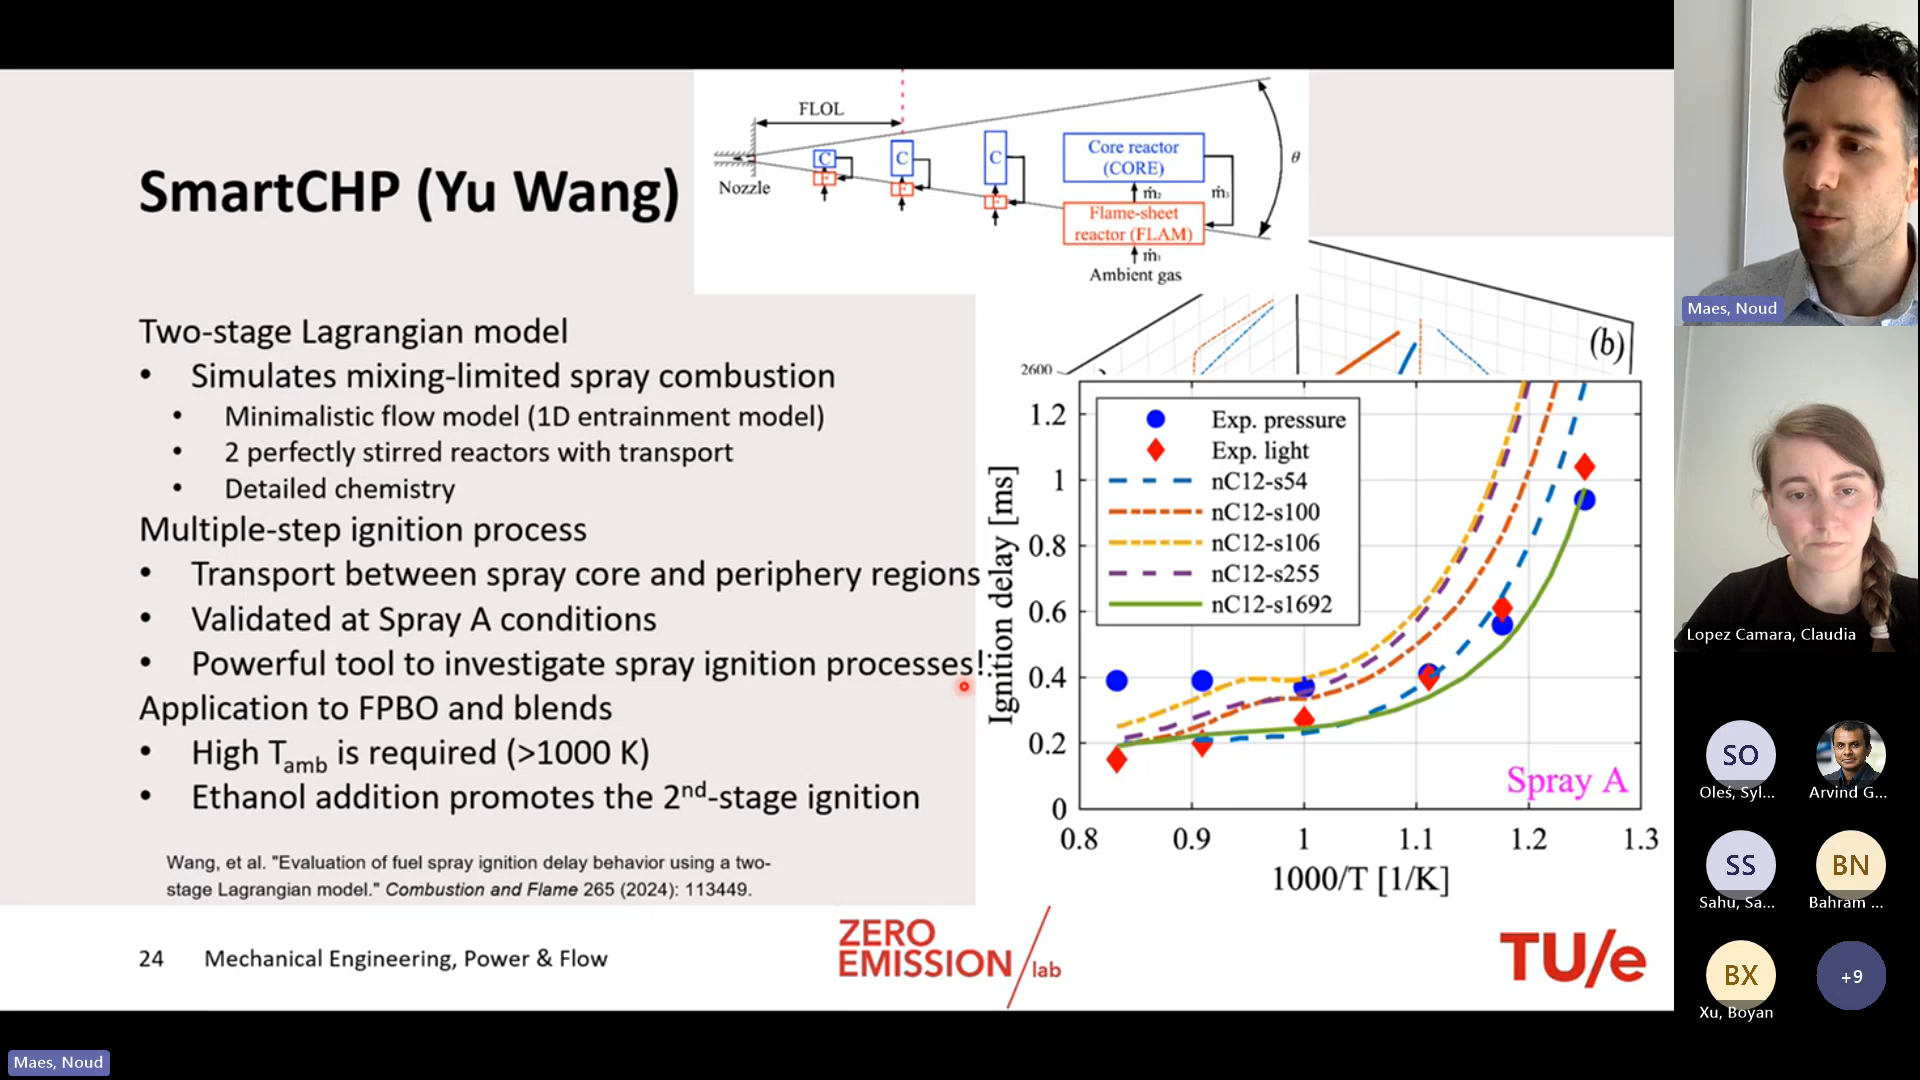 SmartCHP (Yu Wang)
FLOL
Nozzle
C
C
C
Core reactor
(CORE)
ṁ₂
ṁ₃
θ
Flame-sheet
reactor (FLAM)
ṁ₁
Ambient gas
Two-stage Lagrangian model
• Simulates mixing-limited spray combustion
• Minimalistic flow model (1D entrainment model)
• 2 perfectly stirred reactors with transport
• Detailed chemistry
Multiple-step ignition process
• Transport between spray core and periphery regions
• Validated at Spray A conditions
• Powerful tool to investigate spray ignition processes!
Application to FPBO and blends
• High Tamb is required (>1000 K)
• Ethanol addition promotes the 2nd-stage ignition
Wang, et al. "Evaluation of fuel spray ignition delay behavior using a two-
stage Lagrangian model." Combustion and Flame 265 (2024): 113449.
2600
(b)
Exp. pressure
Exp. light
nC12-s54
nC12-s100
nC12-s106
nC12-s255
nC12-s1692
Ignition delay [ms]
1.2
1
0.8
0.6
0.4
0.2
0
Spray A
0.8 0.9 1 1.1 1.2 1.3
1000/T [1/K]
24 Mechanical Engineering, Power & Flow
ZERO
EMISSION
lab
TU/e
Maes, Noud
Maes, Noud
Lopez Camara, Claudia
SO
Oleś, Syl...
Arvind G...
SS
Sahu, Sa...
BN
Bahram ...
BX
Xu, Boyan
+9